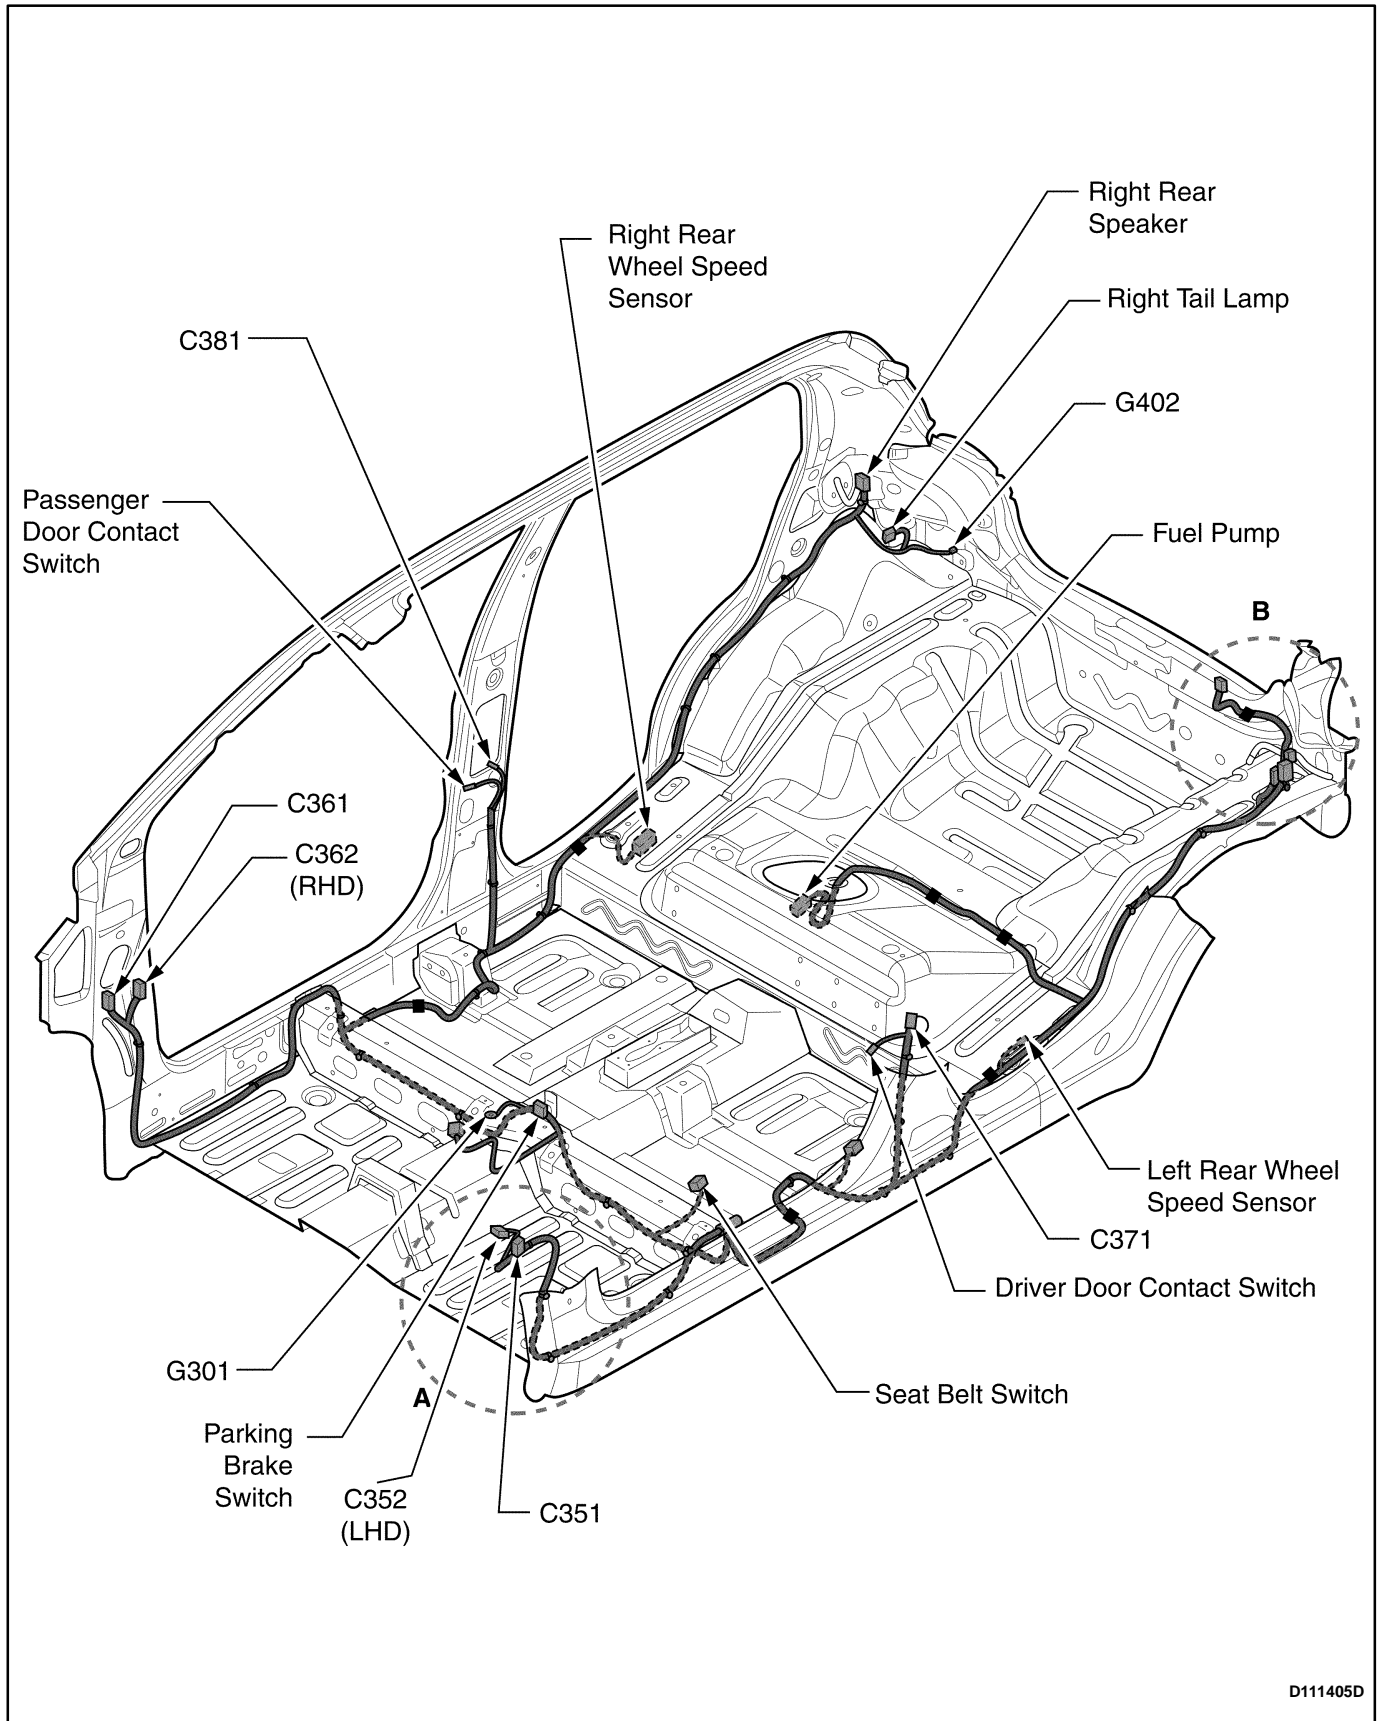 Right Rear
Speaker
Right Rear
Wheel Speed
Sensor
Right Tail Lamp
C381
G402
Passenger
Door Contact
Switch
Fuel Pump
B
C361
C362
(RHD)
Left Rear Wheel
Speed Sensor
C371
Driver Door Contact Switch
G301
A
Seat Belt Switch
Parking
Brake
Switch
C352
(LHD)
C351
D111405D